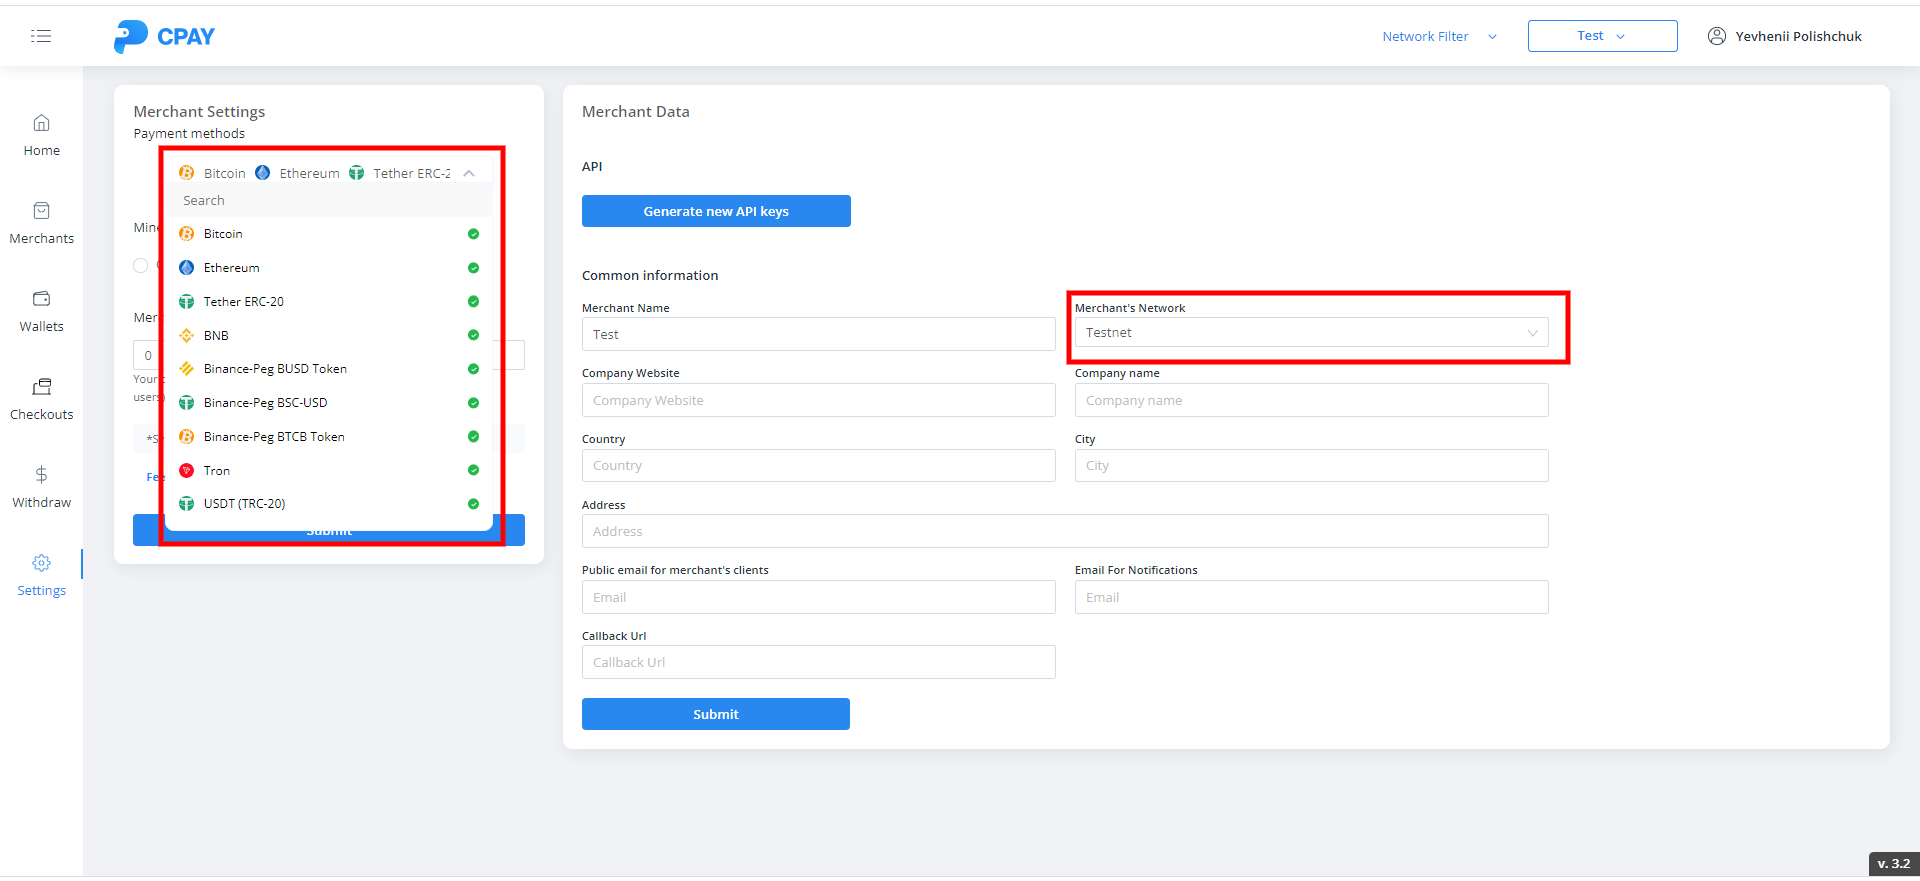 CPAY
Network Filter
Test
Yevhenii Polishchuk
Home
Merchants
Wallets
Checkouts
Withdraw
Settings
Merchant Settings
Payment methods
Bitcoin Ethereum Tether ERC-2
Search
Bitcoin
Ethereum
Tether ERC-20
BNB
Binance-Peg BUSD Token
Binance-Peg BSC-USD
Binance-Peg BTCB Token
Tron
USDT (TRC-20)
Mine
Mer
0
Your
users
*S
Fee
Submit
Merchant Data
API
Generate new API keys
Common information
Merchant Name
Test
Merchant's Network
Testnet
Company Website
Company Website
Company name
Company name
Country
Country
City
City
Address
Address
Public email for merchant's clients
Email
Email For Notifications
Email
Callback Url
Callback Url
Submit
v. 3.2